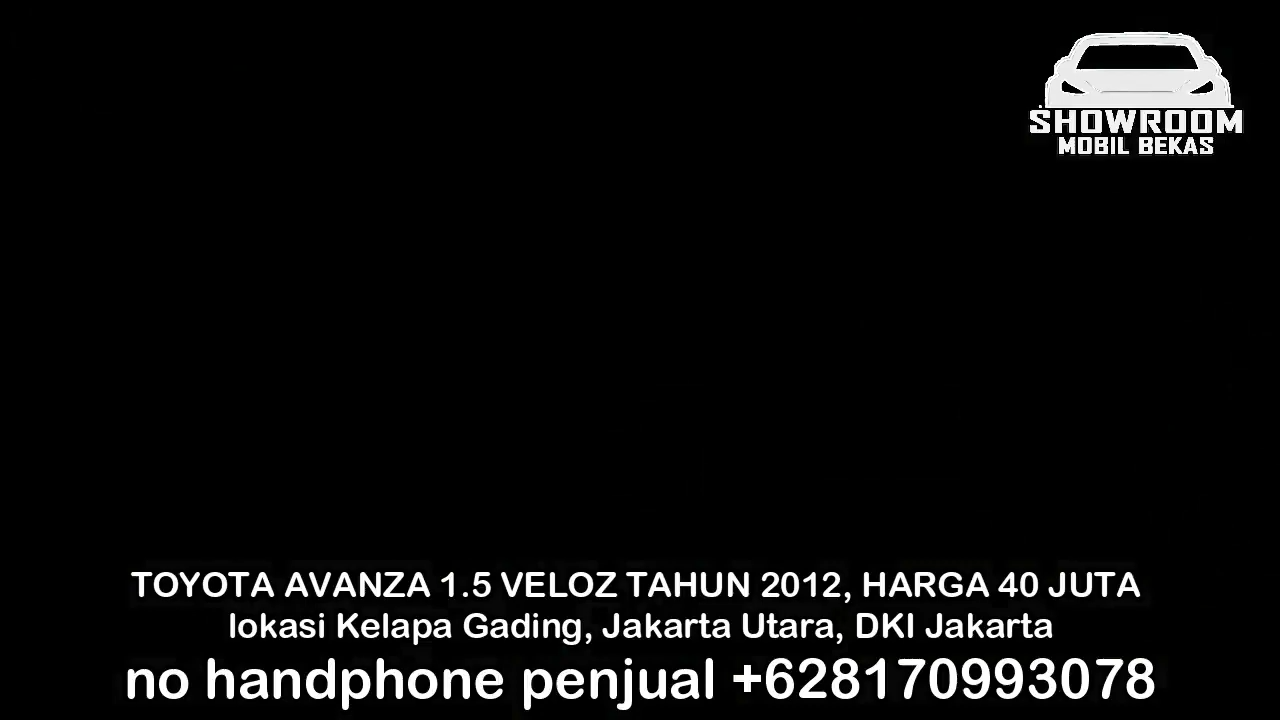 SHOWROOM
MOBIL BEKAS
TOYOTA AVANZA 1.5 VELOZ TAHUN 2012, HARGA 40 JUTA
lokasi Kelapa Gading, Jakarta Utara, DKI Jakarta
no handphone penjual +628170993078